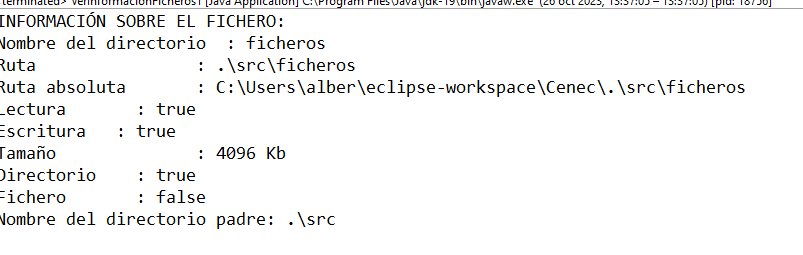 <terminated> VerInformacionFicheros1 [Java Application] C:\Program Files\Java\jdk-19\bin\javaw.exe (26 oct 2023, 13:37:05 – 13:37:05) [pid: 18756]
INFORMACIÓN SOBRE EL FICHERO:
Nombre del directorio  : ficheros
Ruta               : .\src\ficheros
Ruta absoluta      : C:\Users\alber\eclipse-workspace\Cenec\.\src\ficheros
Lectura      : true
Escritura   : true
Tamaño             : 4096 Kb
Directorio   : true
Fichero      : false
Nombre del directorio padre: .\src